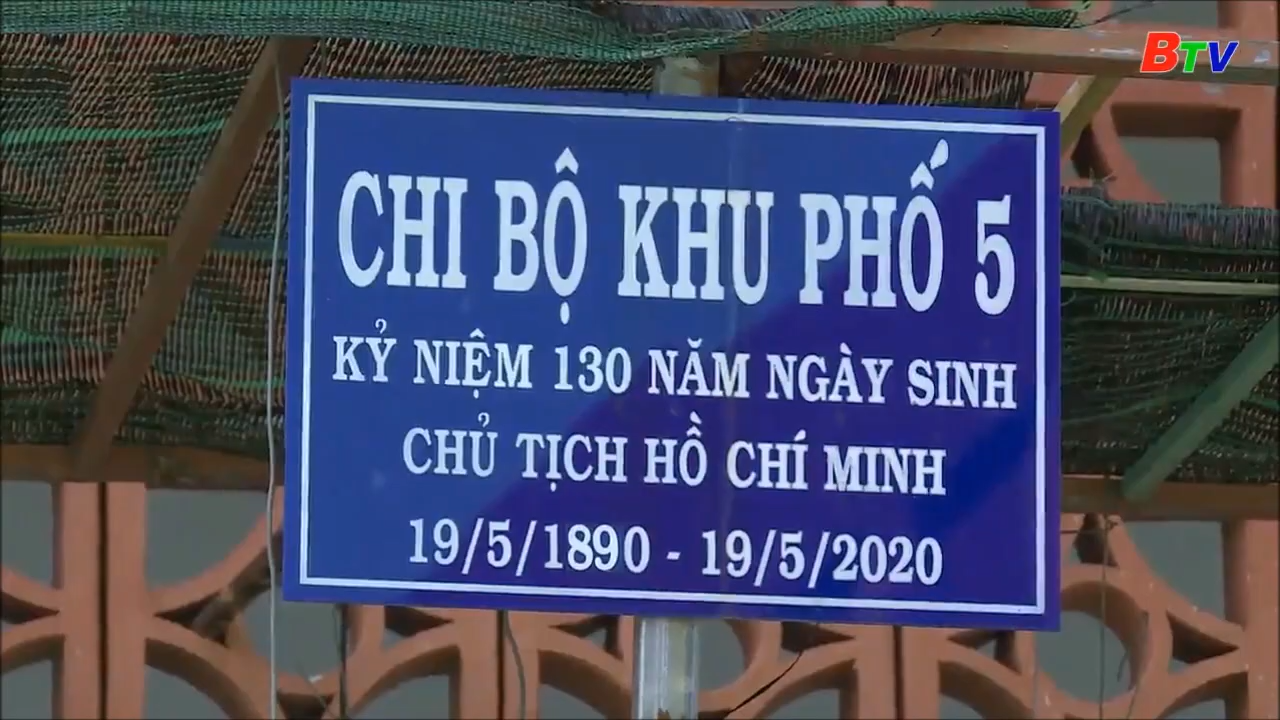 BTV
CHI BỘ KHU PHỐ 5
KỶ NIỆM 130 NĂM NGÀY SINH
CHỦ TỊCH HỒ CHÍ MINH
19/5/1890 - 19/5/2020